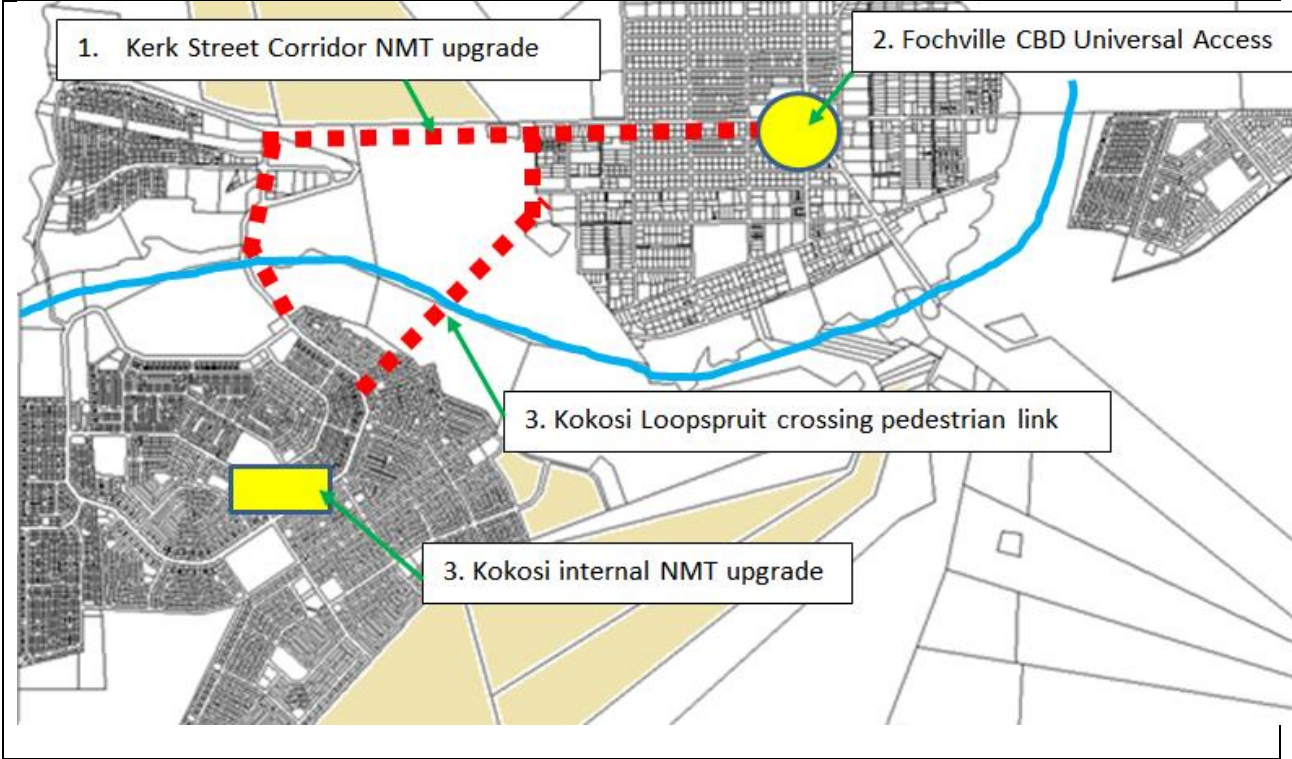 1. Kerk Street Corridor NMT upgrade
2. Fochville CBD Universal Access
3. Kokosi Loopspruit crossing pedestrian link
3. Kokosi internal NMT upgrade